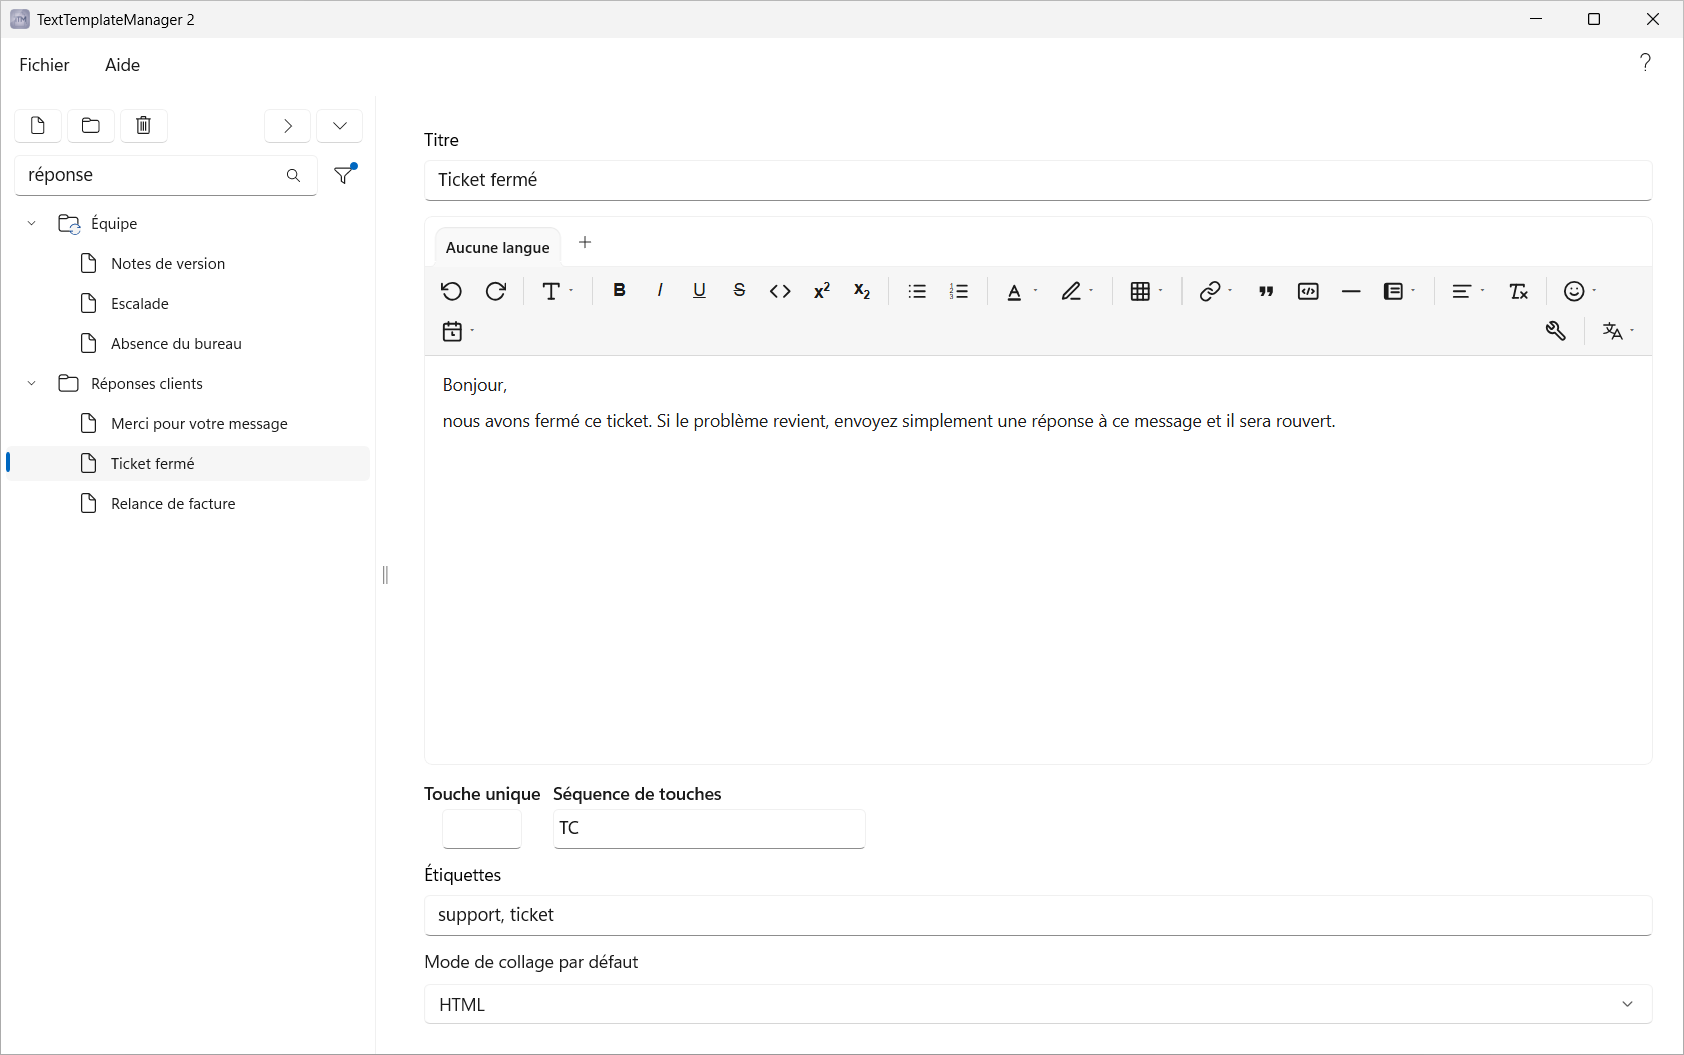 TextTemplateManager 2
Fichier Aide
réponse
Équipe
Notes de version
Escalade
Absence du bureau
Réponses clients
Merci pour votre message
Ticket fermé
Relance de facture
Titre
Ticket fermé
Aucune langue
Bonjour,
nous avons fermé ce ticket. Si le problème revient, envoyez simplement une réponse à ce message et il sera rouvert.
Touche unique Séquence de touches
TC
Étiquettes
support, ticket
Mode de collage par défaut
HTML